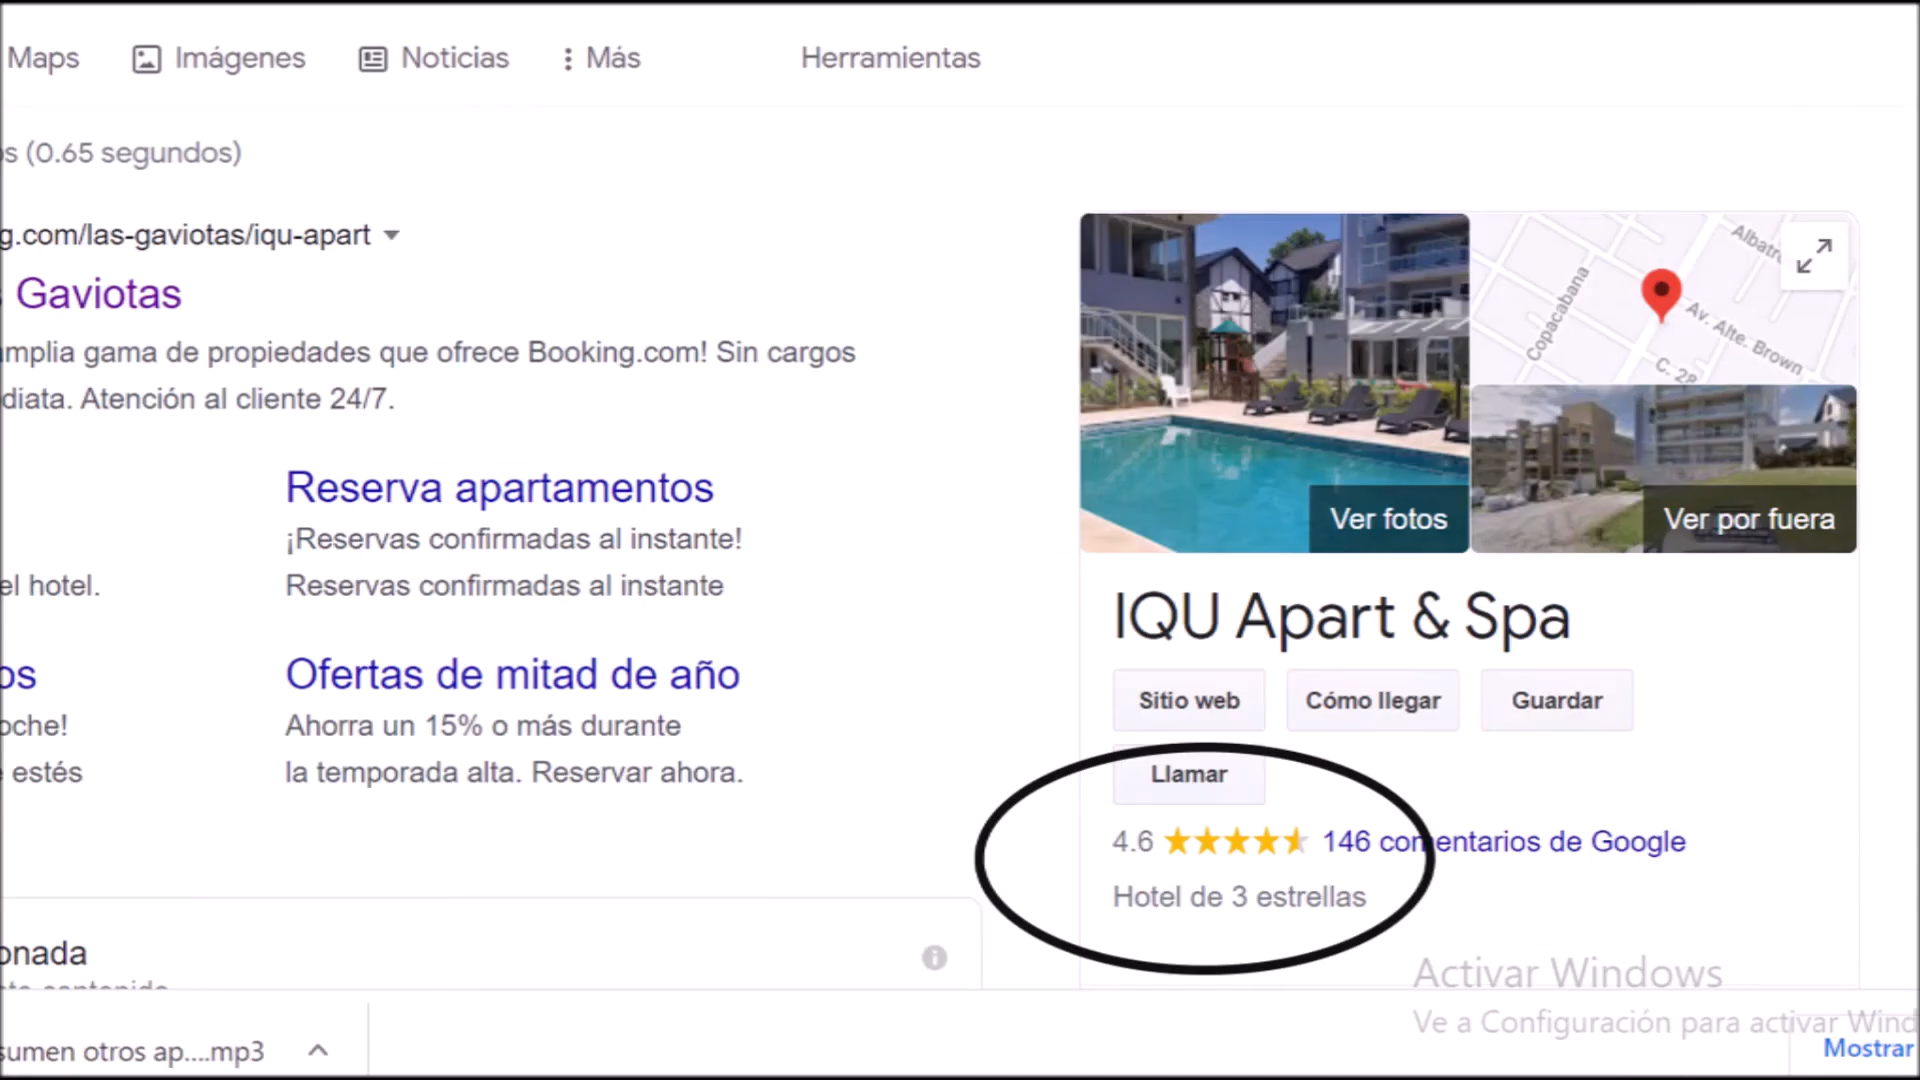 Maps Imágenes Noticias Más Herramientas
s (0.65 segundos)
g.com/las-gaviotas/iqu-apart
Gaviotas
mplia gama de propiedades que ofrece Booking.com! Sin cargos
diata. Atención al cliente 24/7.
Reserva apartamentos
¡Reservas confirmadas al instante!
el hotel.
Reservas confirmadas al instante
os
Ofertas de mitad de año
oche!
Ahorra un 15% o más durante
estés
la temporada alta. Reservar ahora.
onada
sumen otros ap....mp3
Albatr
Copacabana
Av. Alte. Brown
C. 28
Ver fotos
Ver por fuera
IQU Apart & Spa
Sitio web Cómo llegar Guardar
Llamar
4.6 146 comentarios de Google
Hotel de 3 estrellas
Activar Windows
Ve a Configuración para activar Wind
Mostrar